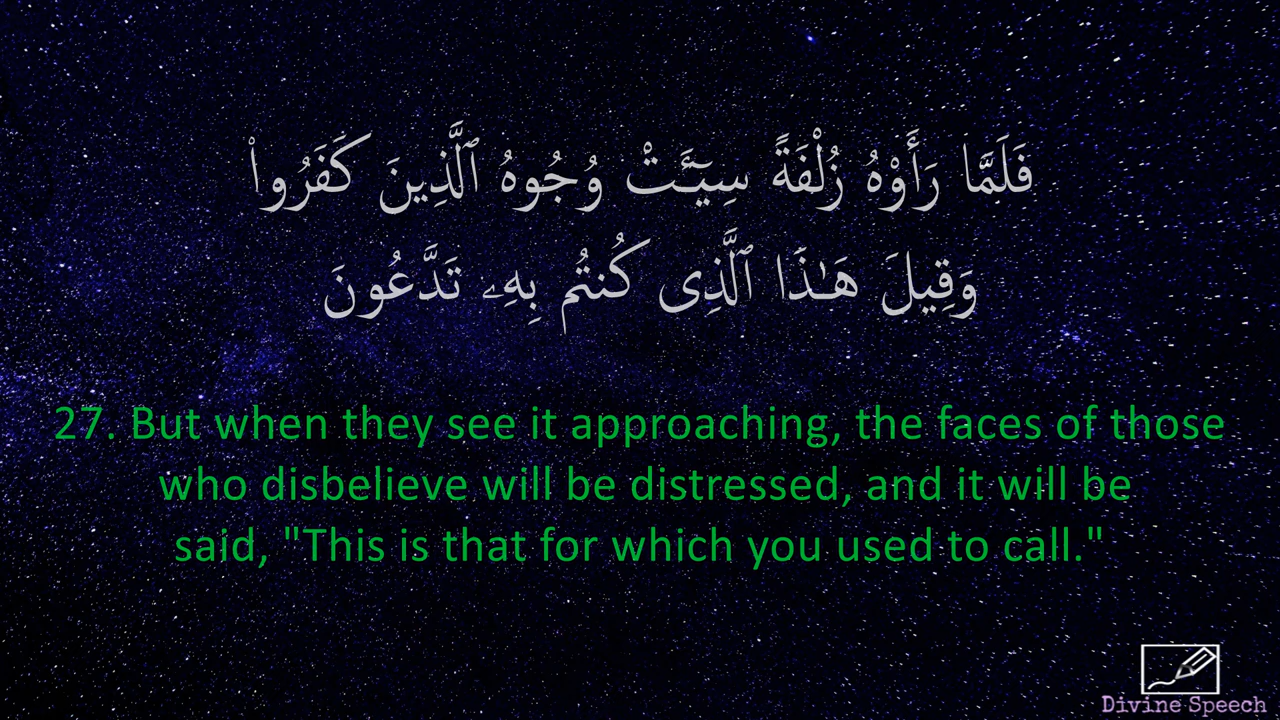 فَلَمَّا رَأَوْهُ زُلْفَةً سِيٓـَٔتْ وُجُوهُ ٱلَّذِينَ كَفَرُوا۟
وَقِيلَ هَـٰذَا ٱلَّذِى كُنتُم بِهِۦ تَدَّعُونَ
27. But when they see it approaching, the faces of those
who disbelieve will be distressed, and it will be
said, "This is that for which you used to call."
Divine Speech